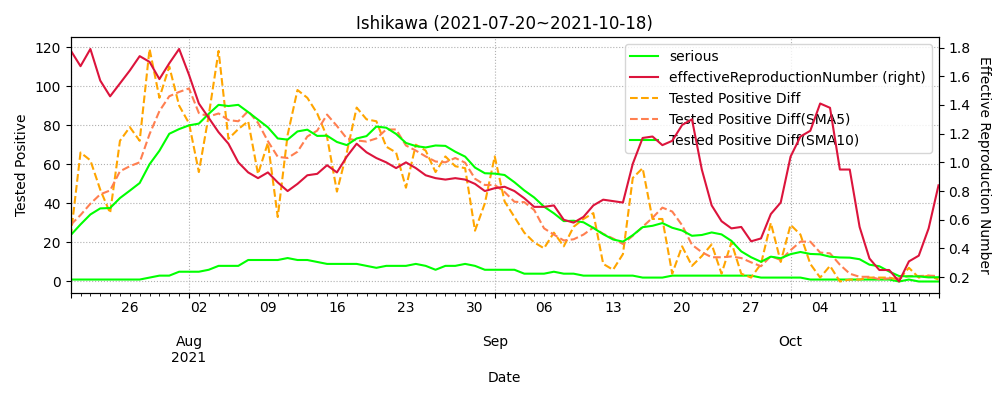 Ishikawa (2021-07-20~2021-10-18)
serious
effectiveReproductionNumber (right)
Tested Positive Diff
Tested Positive Diff(SMA5)
Tested Positive Diff(SMA10)
Tested Positive
120
100
80
60
40
20
0
Effective Reproduction Number
1.8
1.6
1.4
1.2
1.0
0.8
0.6
0.4
0.2
26 02 09 16 23 30 06 13 20 27 04 11
Aug Sep Oct
2021
Date